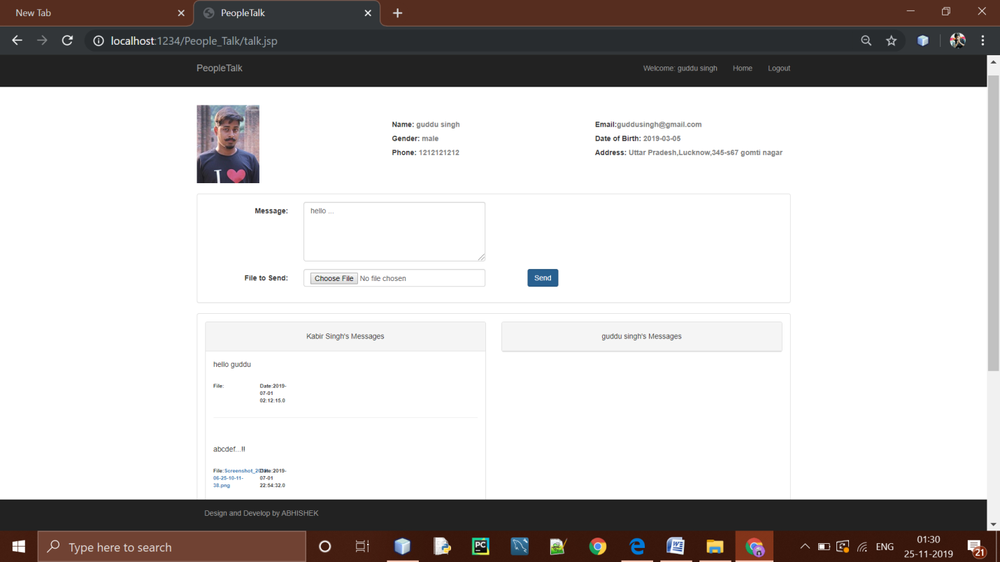 New Tab
PeopleTalk
localhost:1234/People_Talk/talk.jsp
PeopleTalk
Welcome: guddu singh Home Logout
Name: guddu singh
Gender: male
Phone: 1212121212
Email:guddusingh@gmail.com
Date of Birth: 2019-03-05
Address: Uttar Pradesh,Lucknow,345-s67 gomti nagar
I
Message:
hello ...
File to Send:
Choose File No file chosen
Send
Kabir Singh's Messages
hello guddu
File:
Date:2019-
07-01
02:12:15.0
abcdef...!!
File:Screenshot_20
06-25-10-11-
38.png
Date:2019-
07-01
22:54:32.0
guddu singh's Messages
Design and Develop by ABHISHEK
Type here to search
PC
ENG
01:30
25-11-2019
21